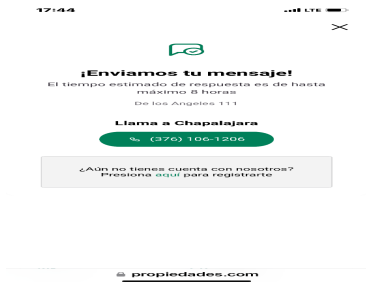 17:44
LTE
¡Enviamos tu mensaje!
El tiempo estimado de respuesta es de hasta
máximo 8 horas
De los Angeles 111
Llama a Chapalajara
(376) 106-1206
¿Aún no tienes cuenta con nosotros?
Presiona aquí para registrarte
propiedades.com